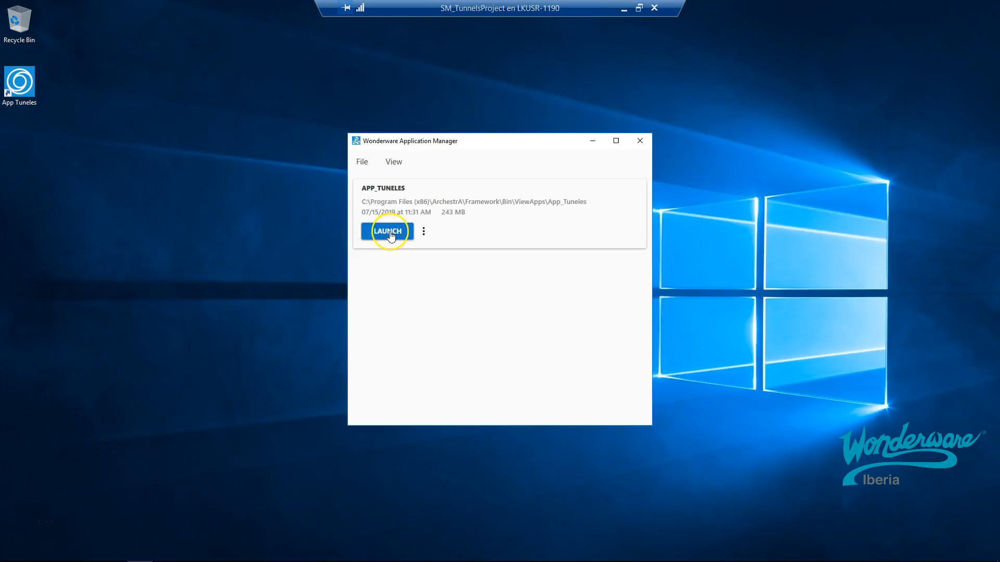 SM_TunnelsProject en LKUSR-1190
Recycle Bin
App Tuneles
Wonderware Application Manager
File View
APP_TUNELES
C:\Program Files (x86)\ArchestrA\Framework\Bin\ViewApps\App_Tuneles
07/15/2019 at 11:31 AM 243 MB
LAUNCH
Wonderware®
Iberia